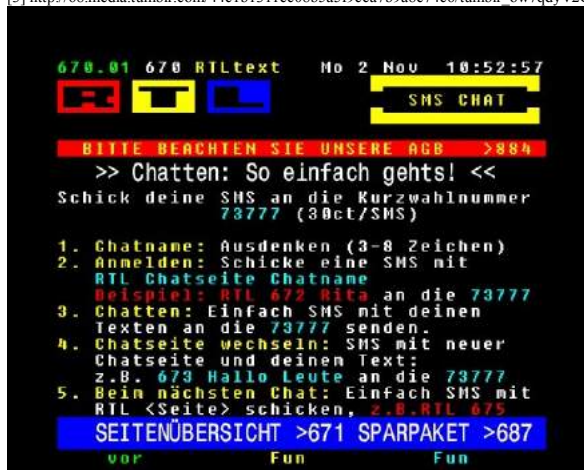 670.01 670 RTLtext Mo 2 Nov 10:52:57
RTL
SMS CHAT
BITTE BEACHTEN SIE UNSERE AGB >884
>> Chatten: So einfach gehts! <<
Schick deine SMS an die Kurzwahlnummer
73777 (30ct/SMS)
1. Chatname: Ausdenken (3-8 Zeichen)
2. Anmelden: Schicke eine SMS mit
RTL Chatseite Chatname
Beispiel: RTL 672 Rita an die 73777
3. Chatten: Einfach SMS mit deinen
Texten an die 73777 senden.
4. Chatseite wechseln: SMS mit neuer
Chatseite und deinem Text:
z.B. 673 Hallo Leute an die 73777
5. Beim nächsten Chat: Einfach SMS mit
RTL <Seite> schicken, z.B.RTL 675
SEITENÜBERSICHT >671 SPARPAKET >687
vor Fun Fun